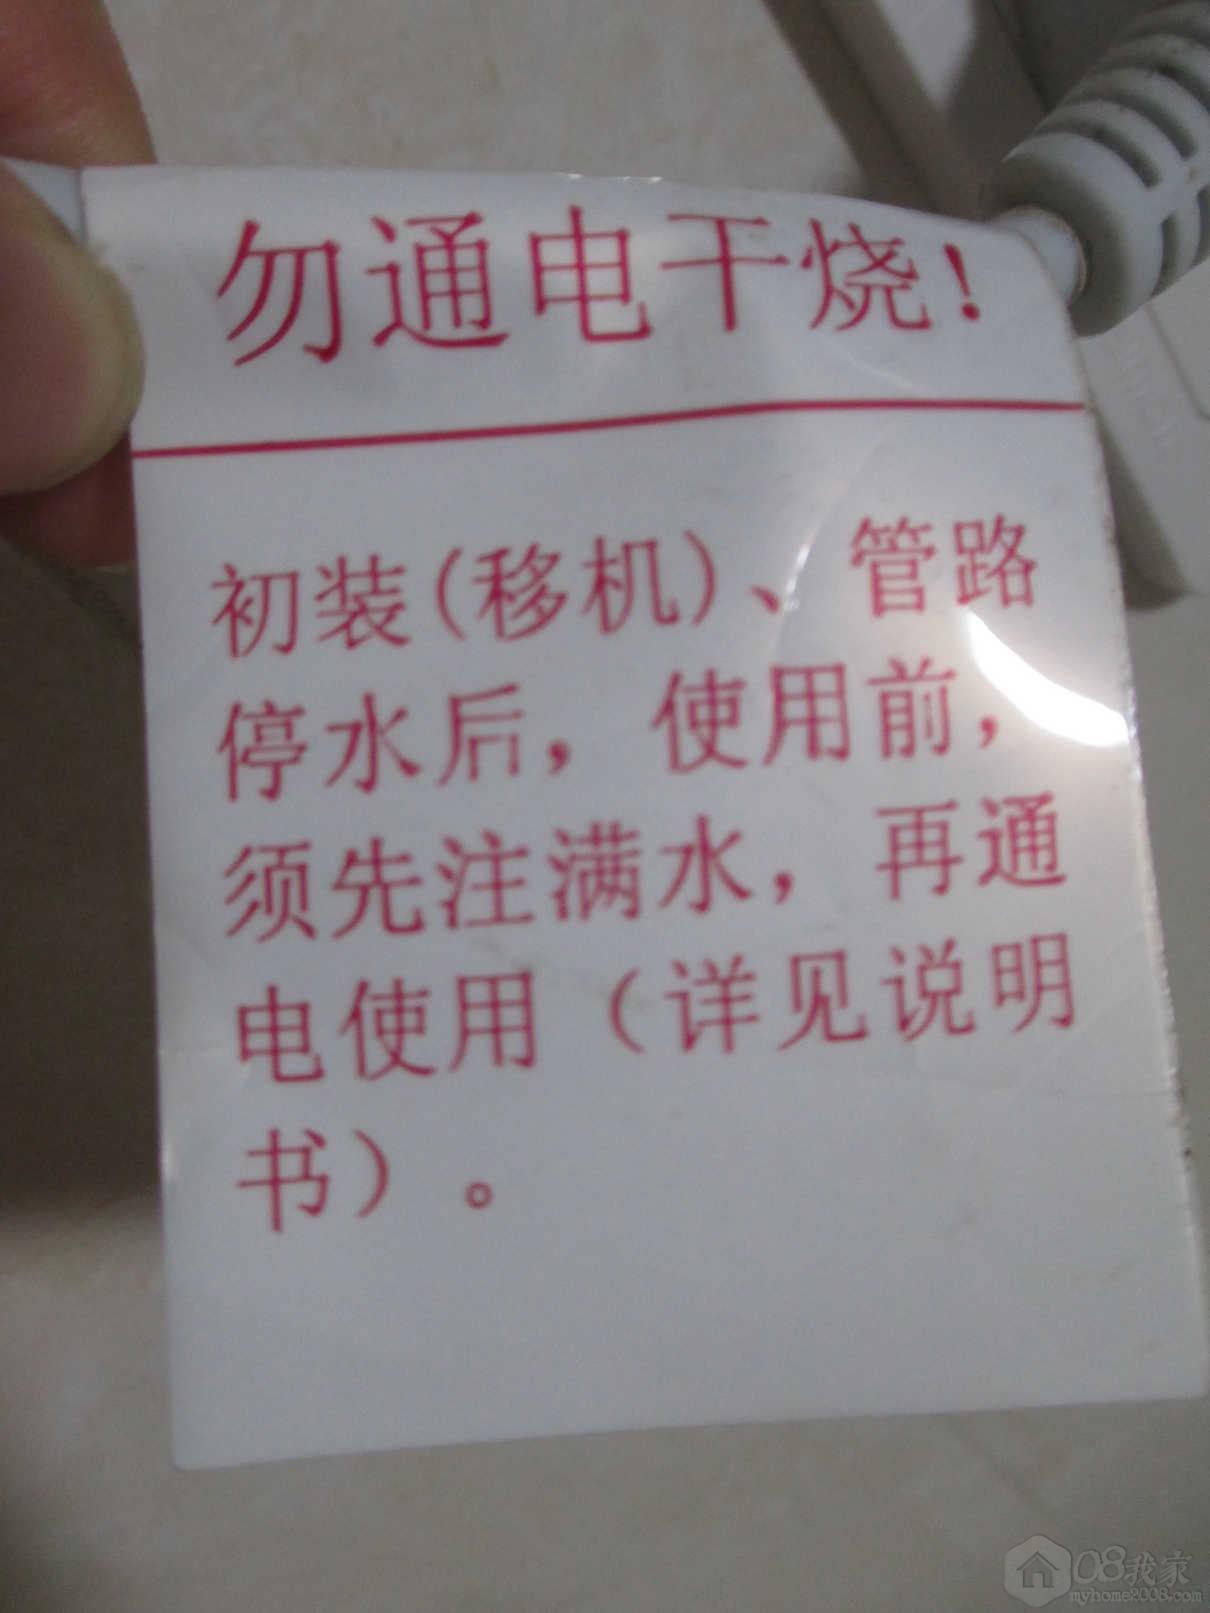 勿通电干烧！
初装(移机)、管路
停水后，使用前，
须先注满水，再通
电使用（详见说明
书）。
08我家
myhome2008.com